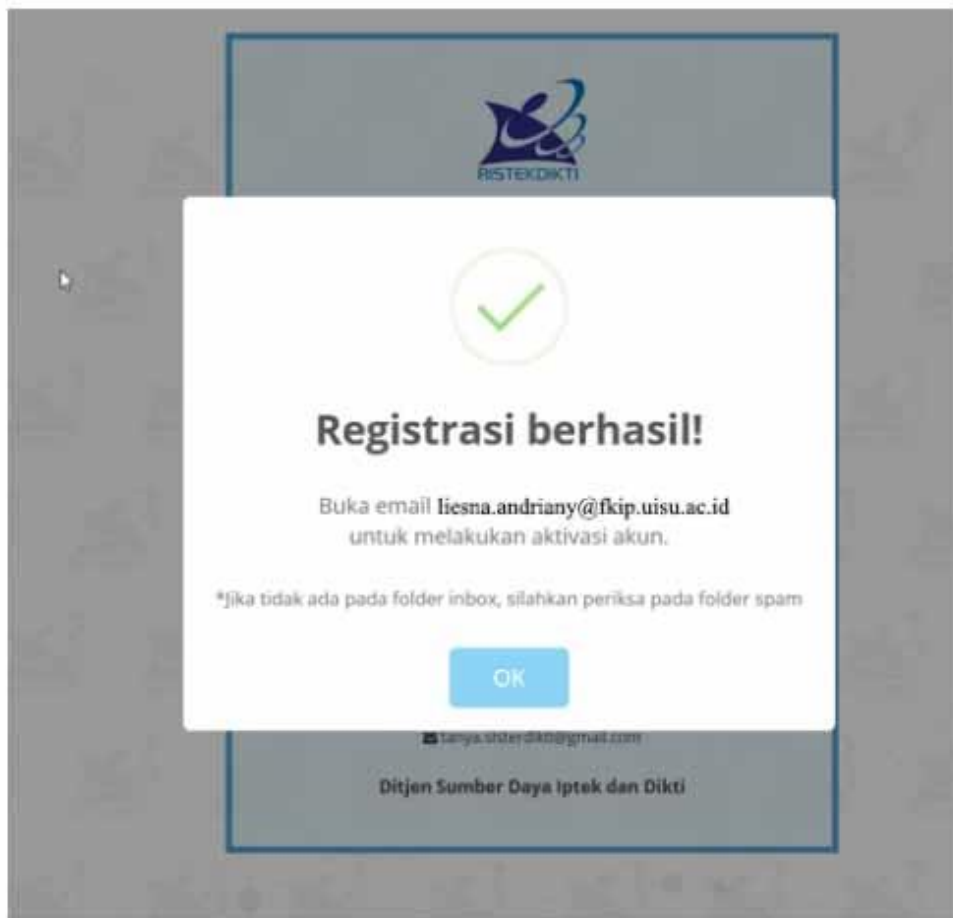 RISTEKDIKTI
Registrasi berhasil!
Buka email liesna.andriany@fkip.uisu.ac.id
untuk melakukan aktivasi akun.
*Jika tidak ada pada folder inbox, silahkan periksa pada folder spam
OK
tanya.sisterdikti@gmail.com
Ditjen Sumber Daya Iptek dan Dikti